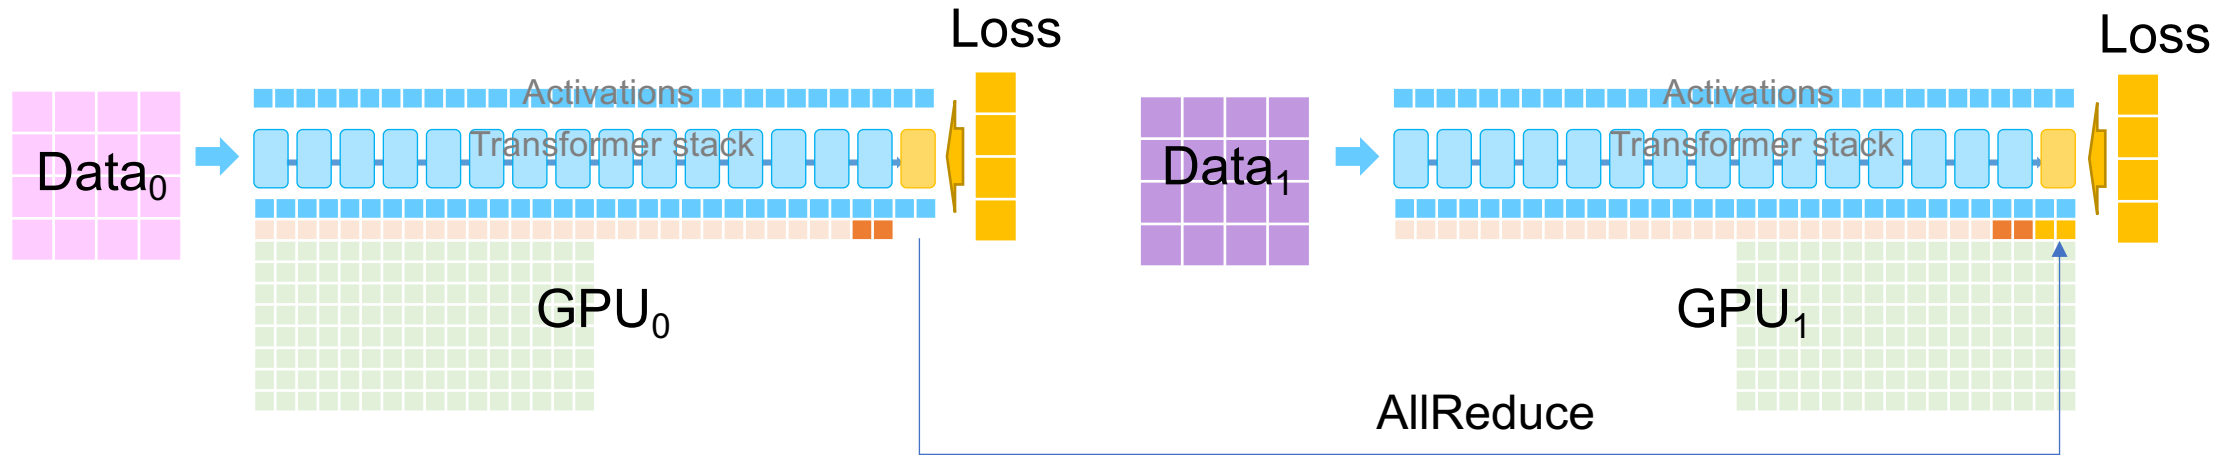 Loss
Activations
Transformer stack
Data0
GPU0
Loss
Activations
Transformer stack
Data1
GPU1
AllReduce